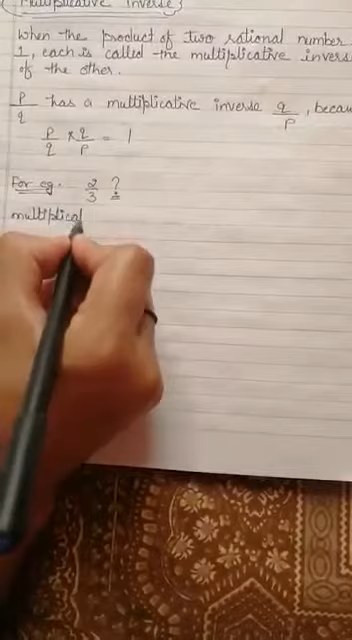 Multiplicative Inverse
When the product of two rational number
1, each is called the multiplicative invers
of the other.
p/q has a multiplicative inverse q/p, becau
p/q × q/p = 1
For eg. 2/3 ?
multiplical